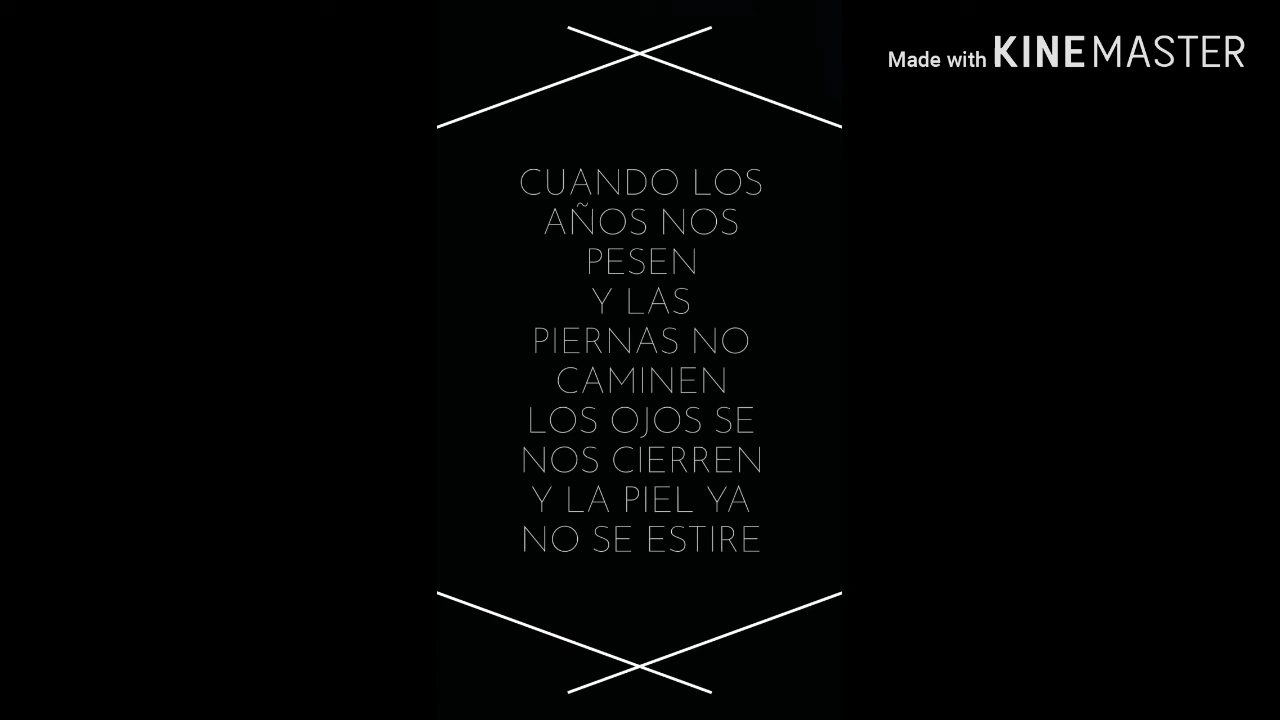 Made with KINEMASTER
CUANDO LOS
AÑOS NOS
PESEN
Y LAS
PIERNAS NO
CAMINEN
LOS OJOS SE
NOS CIERREN
Y LA PIEL YA
NO SE ESTIRE